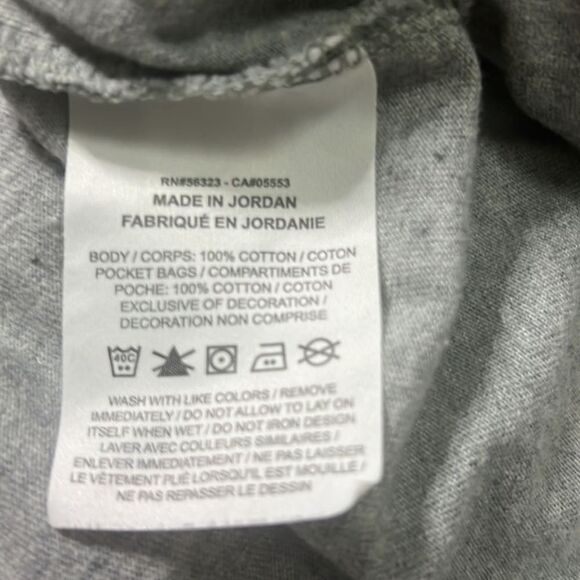 RN#56323 - CA#05553
MADE IN JORDAN
FABRIQUÉ EN JORDANIE
BODY / CORPS: 100% COTTON / COTON
POCKET BAGS / COMPARTIMENTS DE
POCHE: 100% COTTON / COTON
EXCLUSIVE OF DECORATION /
DECORATION NON COMPRISE
40C
WASH WITH LIKE COLORS / REMOVE
IMMEDIATELY / DO NOT ALLOW TO LAY ON
ITSELF WHEN WET / DO NOT IRON DESIGN
LAVER AVEC COULEURS SIMILAIRES /
ENLEVER IMMÉDIATEMENT / NE PAS LAISSER
LE VÊTEMENT PLIÉ LORSQU'IL EST MOUILLÉ /
NE PAS REPASSER LE DESSIN